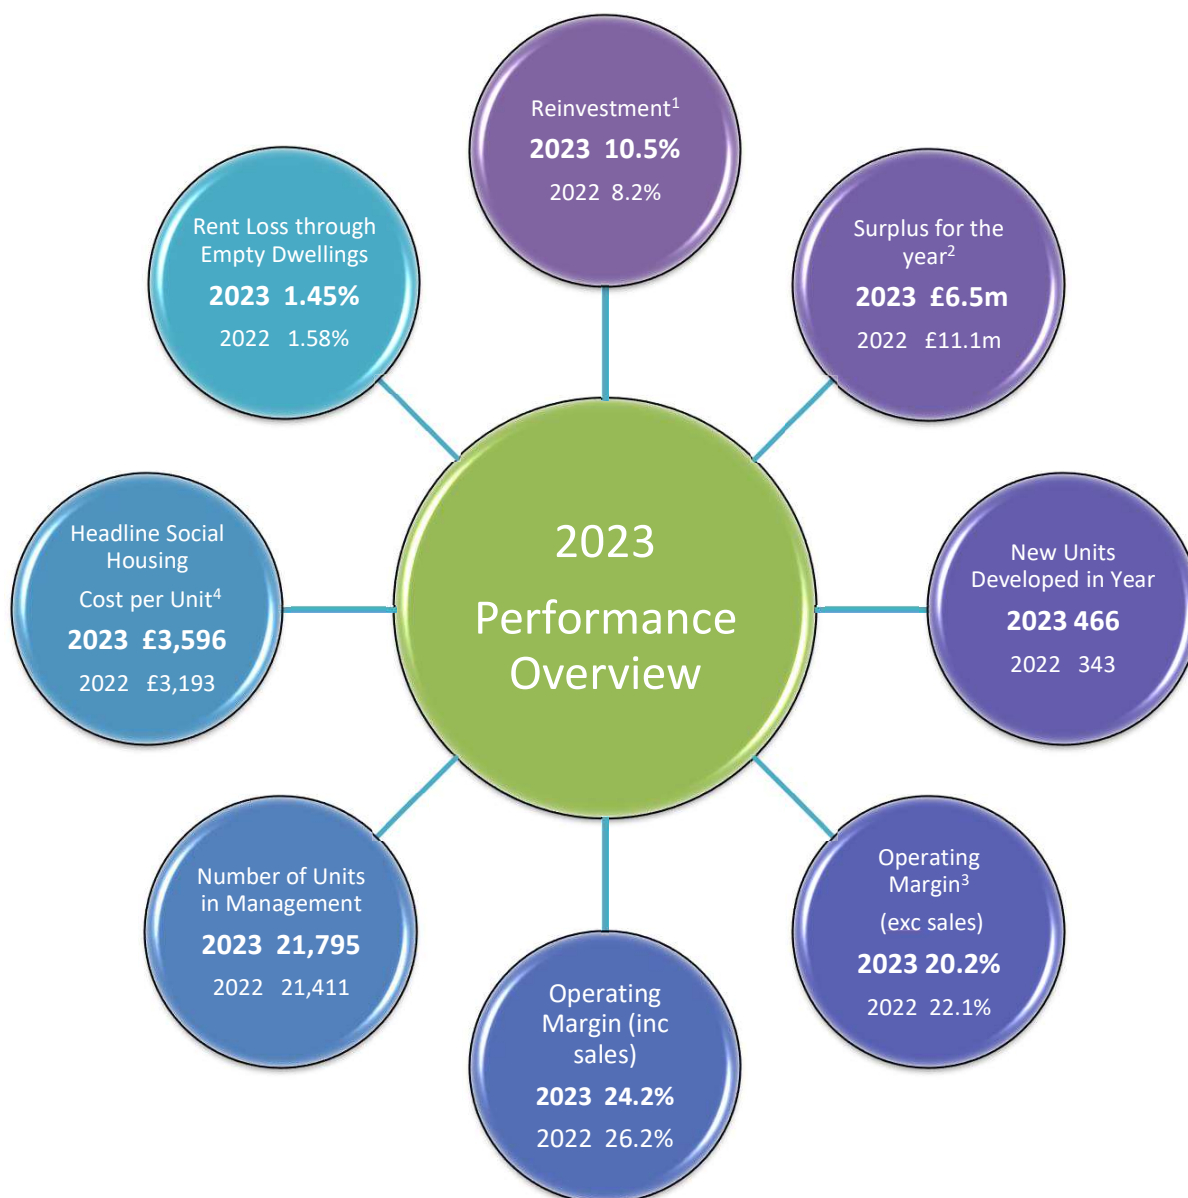 Reinvestment¹
2023 10.5%
2022 8.2%
Surplus for the
year²
2023 £6.5m
2022 £11.1m
New Units
Developed in Year
2023 466
2022 343
Operating
Margin³
(exc sales)
2023 20.2%
2022 22.1%
Operating
Margin (inc
sales)
2023 24.2%
2022 26.2%
Number of Units
in Management
2023 21,795
2022 21,411
Headline Social
Housing
Cost per Unit⁴
2023 £3,596
2022 £3,193
Rent Loss through
Empty Dwellings
2023 1.45%
2022 1.58%
2023
Performance
Overview